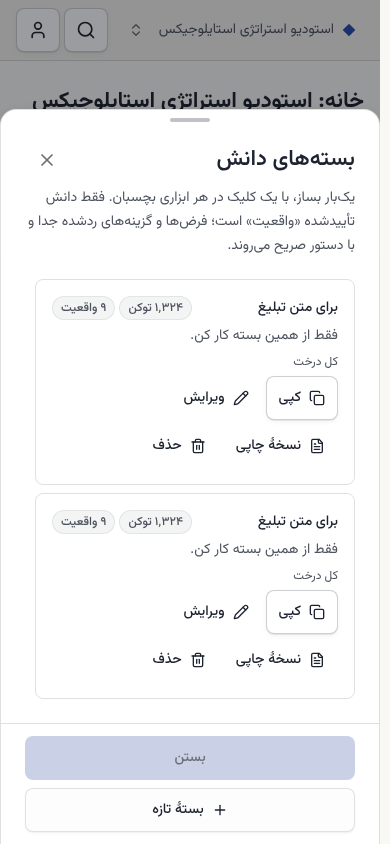 استودیو استراتژی استایلوجیکس
خانه: استودیو استراتژی استایلوجیکس
بسته‌های دانش
یک‌بار بساز، با یک کلیک در هر ابزاری بچسبان. فقط دانش
تأییدشده «واقعیت» است؛ فرض‌ها و گزینه‌های ردشده جدا و
با دستور صریح می‌روند.
برای متن تبلیغ ۱,۳۲۴ توکن ۹ واقعیت
فقط از همین بسته کار کن.
کل درخت
کپی ویرایش
نسخهٔ چاپی حذف
برای متن تبلیغ ۱,۳۲۴ توکن ۹ واقعیت
فقط از همین بسته کار کن.
کل درخت
کپی ویرایش
نسخهٔ چاپی حذف
بستن
بستهٔ تازه